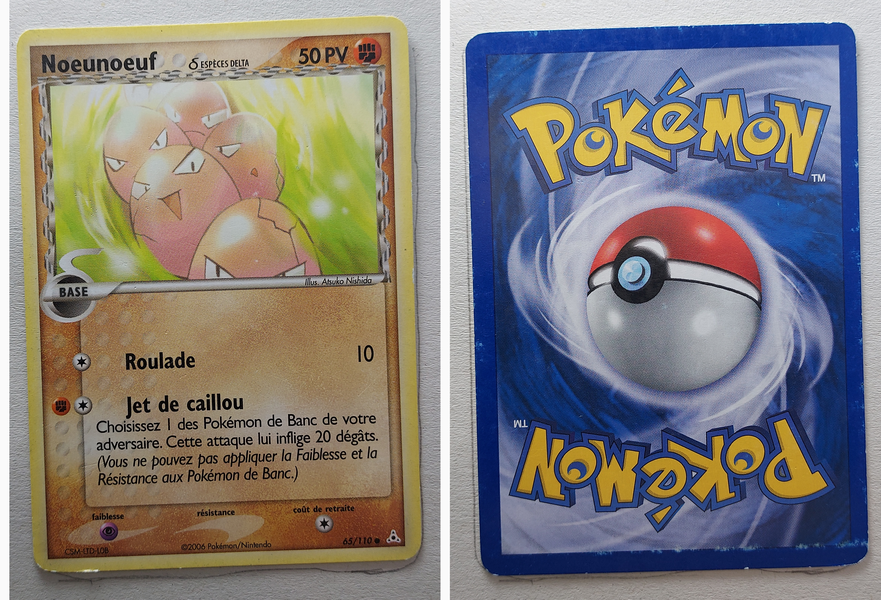 Noeunoeuf δ ESPÈCES DELTA 50 PV
Illus. Atsuko Nishida
BASE
Roulade 10
Jet de caillou
Choisissez 1 des Pokémon de Banc de votre
adversaire. Cette attaque lui inflige 20 dégâts.
(Vous ne pouvez pas appliquer la Faiblesse et la
Résistance aux Pokémon de Banc.)
faiblesse résistance coût de retraite
CSM-LTD-L08
©2006 Pokémon/Nintendo
65/110
POKéMON
TM
TM
POKéMON